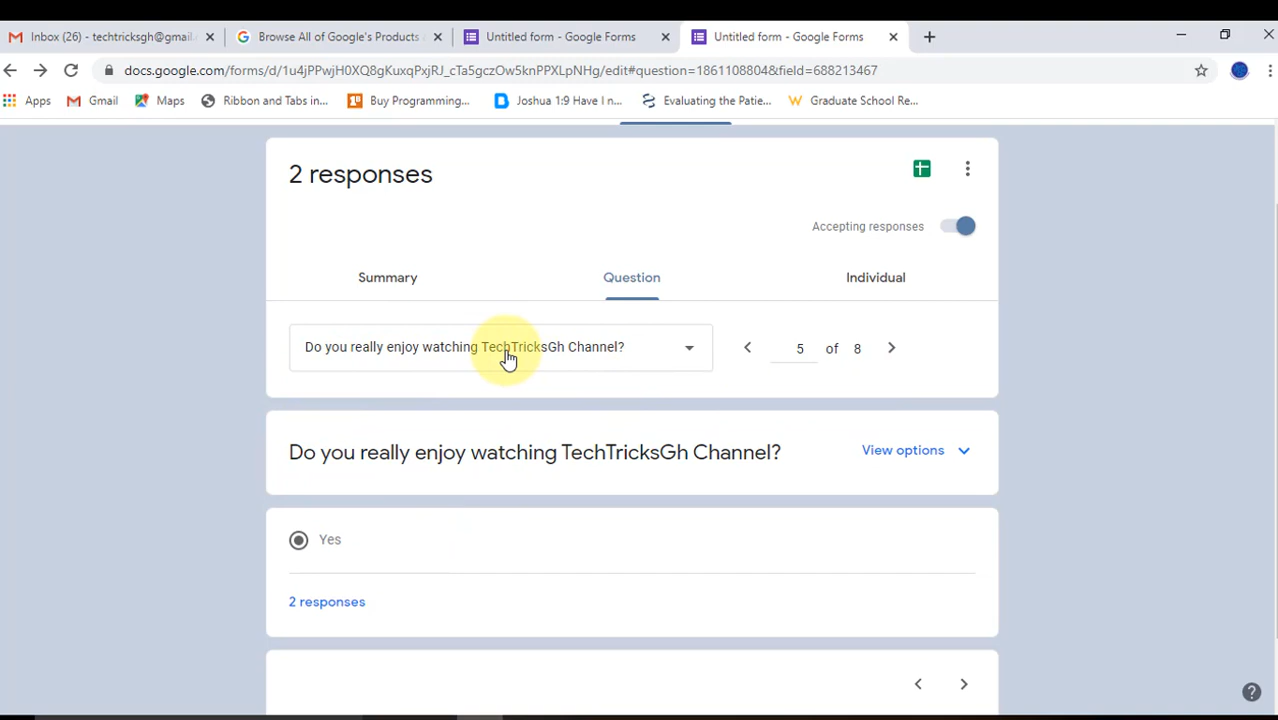 Inbox (26) - techtricksgh@gmail.
Browse All of Google's Products
Untitled form - Google Forms
Untitled form - Google Forms
docs.google.com/forms/d/1u4jPPwjH0XQ8gKuxqPxjRJ_cTa5gczOw5knPPXLpNHg/edit#question=1861108804&field=688213467
Apps
Gmail
Maps
Ribbon and Tabs in...
Buy Programming...
Joshua 1:9 Have I n...
Evaluating the Patie...
Graduate School Re...
2 responses
Accepting responses
Summary
Question
Individual
Do you really enjoy watching TechTricksGh Channel?
5 of 8
Do you really enjoy watching TechTricksGh Channel?
View options
Yes
2 responses